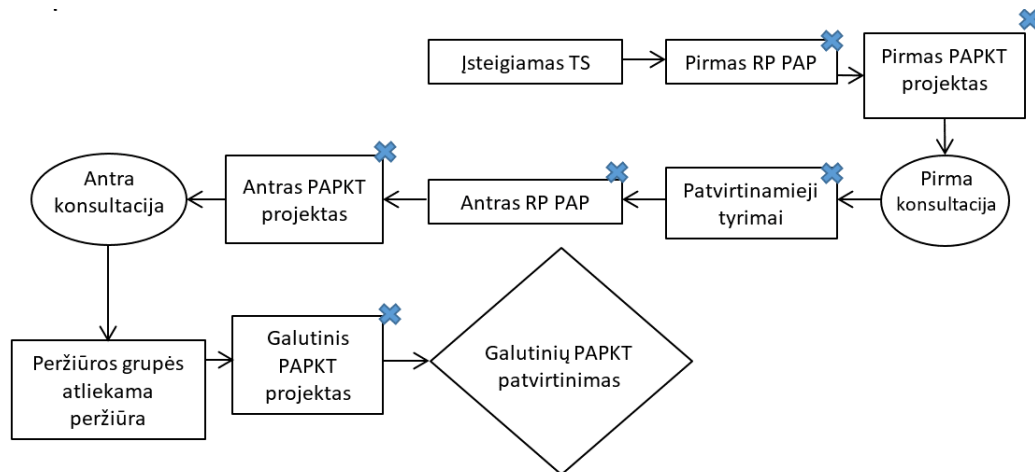 Įsteigiamas TS
Pirmas RP PAP
Pirmas PAPKT
projektas
Pirma
konsultacija
Patvirtinamieji
tyrimai
Antras RP PAP
Antras PAPKT
projektas
Antra
konsultacija
Peržiūros grupės
atliekama
peržiūra
Galutinis
PAPKT
projektas
Galutinių PAPKT
patvirtinimas